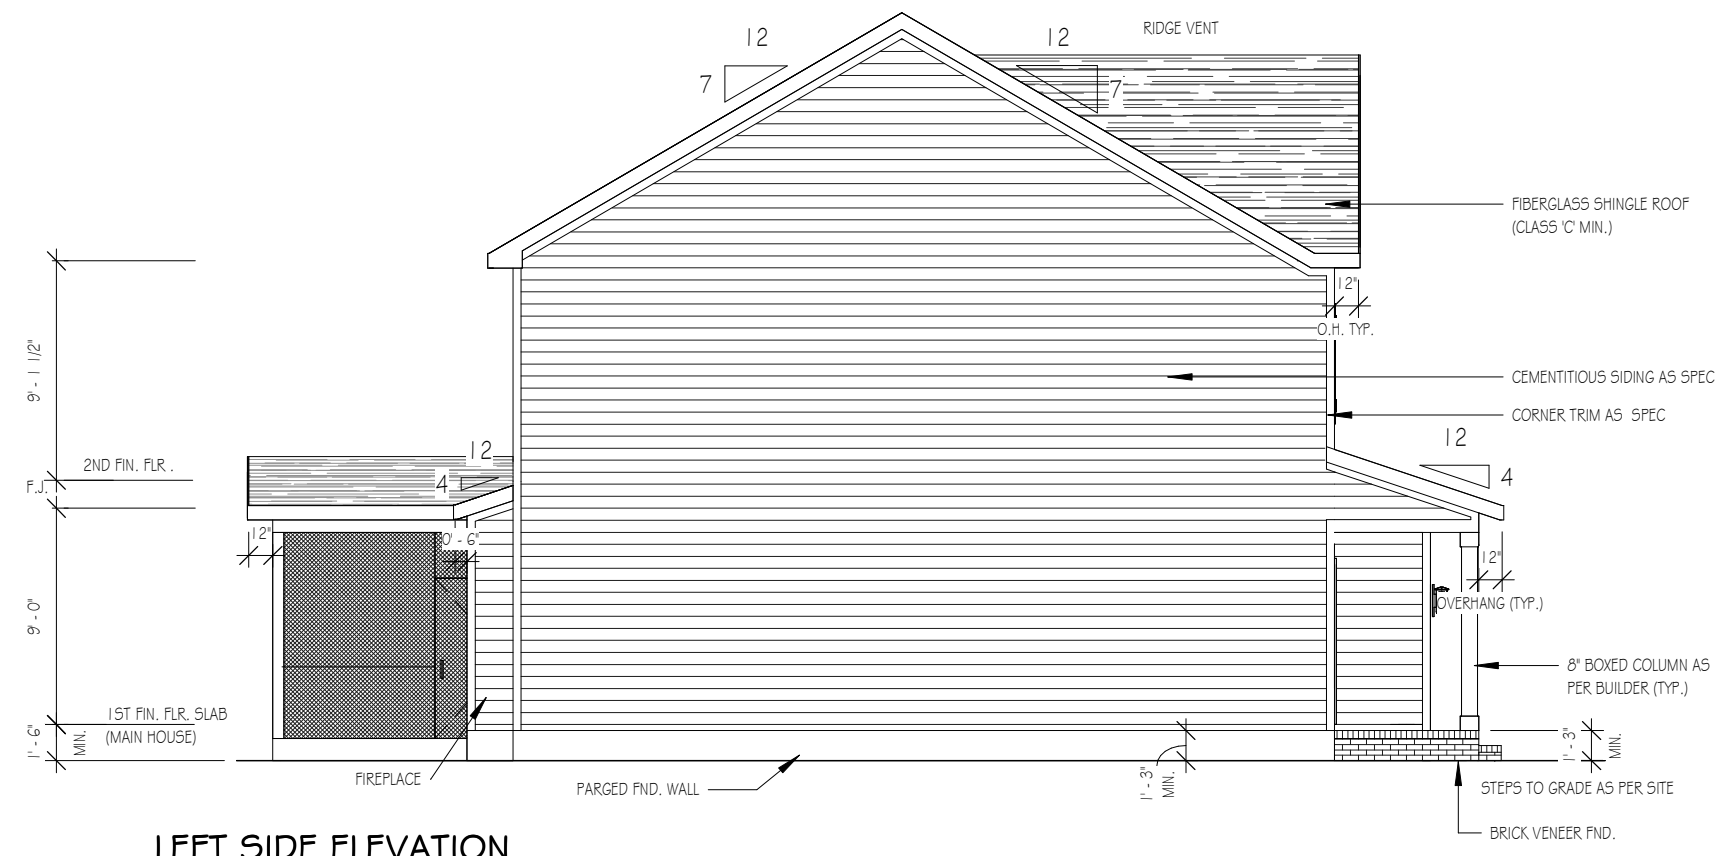 RIDGE VENT
12
7
12
7
FIBERGLASS SHINGLE ROOF
(CLASS 'C' MIN.)
12"
O.H. TYP.
9' - 1 1/2"
CEMENTITIOUS SIDING AS SPEC
CORNER TRIM AS SPEC
12
4
12
4
2ND FIN. FLR .
F.J.
12"
0' - 6"
12"
OVERHANG (TYP.)
9' - 0"
8" BOXED COLUMN AS
PER BUILDER (TYP.)
1ST FIN. FLR. SLAB
(MAIN HOUSE)
1' - 6"
MIN.
1' - 3"
MIN.
1' - 3"
MIN.
FIREPLACE
PARGED FND. WALL
STEPS TO GRADE AS PER SITE
BRICK VENEER FND.
LEFT SIDE ELEVATION